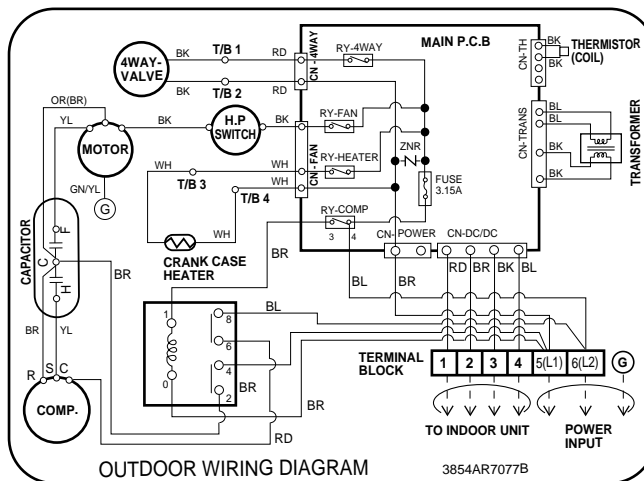 MAIN P.C.B
4WAY-
VALVE
BK
T/B 1
RD
BK
T/B 2
RD
CN - 4WAY
RY-4WAY
CN-TH
BK
BK
THERMISTOR
(COIL)
OR(BR)
YL
MOTOR
BK
H.P
SWITCH
BK
RY-FAN
CN - FAN
ZNR
CN-TRANS
BL
BL
BK
BK
TRANSFORMER
GN/YL
G
WH
T/B 3
WH
RY-HEATER
T/B 4
WH
WH
FUSE
3.15A
CRANK CASE
HEATER
RY-COMP
3
4
CN- POWER
CN-DC/DC
CAPACITOR
F
C
H
BR
BR
BL
BR
RD
BR
BK
BL
BR
YL
1
0
8
6
4
2
BL
BR
BR
RD
R
S
C
COMP.
TERMINAL
BLOCK
1
2
3
4
5(L1)
6(L2)
G
TO INDOOR UNIT
POWER
INPUT
OUTDOOR WIRING DIAGRAM
3854AR7077B